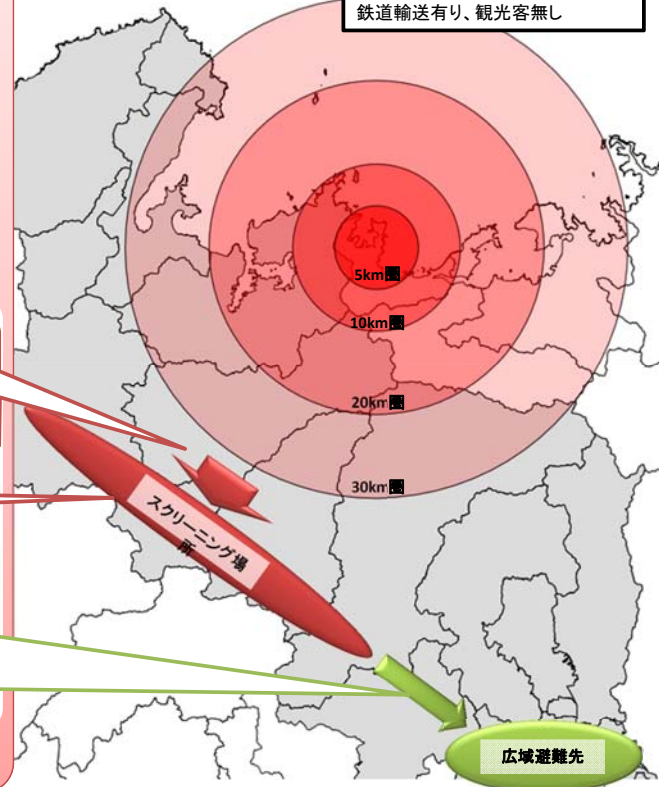 鉄道輸送有り、観光客無し
5km圏
10km圏
20km圏
30km圏
スクリーニング場
所
広域避難先